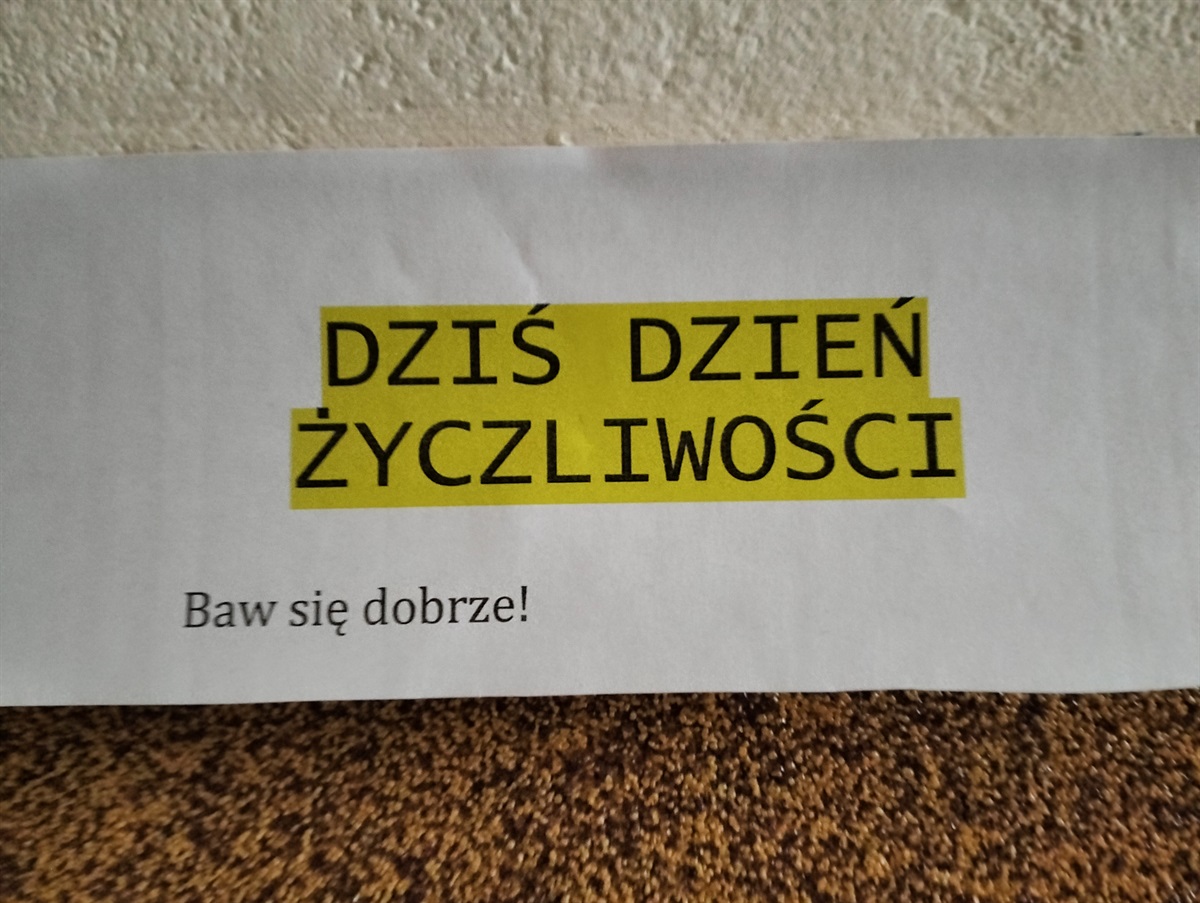 DZIŚ DZIEŃ
ŻYCZLIWOŚCI
Baw się dobrze!